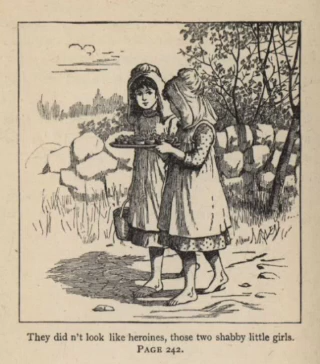 They did n't look like heroines, those two shabby little girls.
PAGE 242.